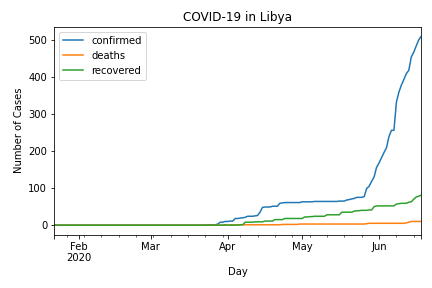 COVID-19 in Libya
confirmed
deaths
recovered
Number of Cases
500
400
300
200
100
0
Feb
2020
Mar
Apr
May
Jun
Day